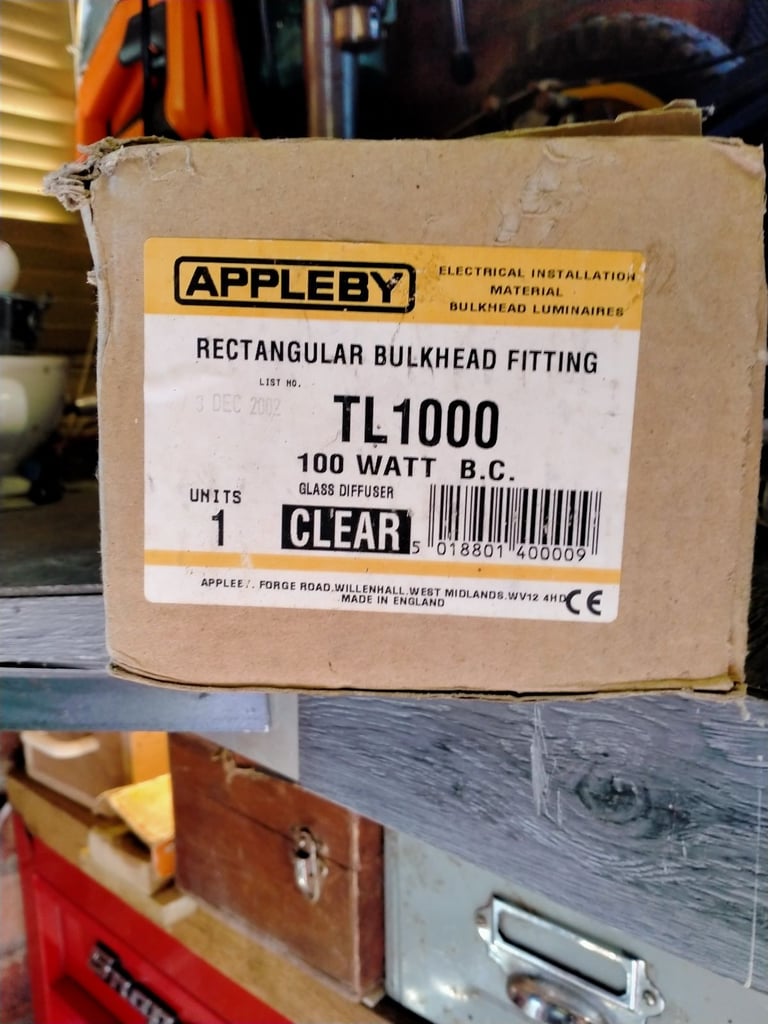 APPLEBY
ELECTRICAL INSTALLATION
MATERIAL
BULKHEAD LUMINAIRES
RECTANGULAR BULKHEAD FITTING
LIST NO.
3 DEC 2002
TL1000
100 WATT B.C.
UNITS
1
GLASS DIFFUSER
CLEAR
5 018801 400009
FORGE ROAD.WILLENHALL.WEST MIDLANDS.WV12 4HD
MADE IN ENGLAND
CE
Snap